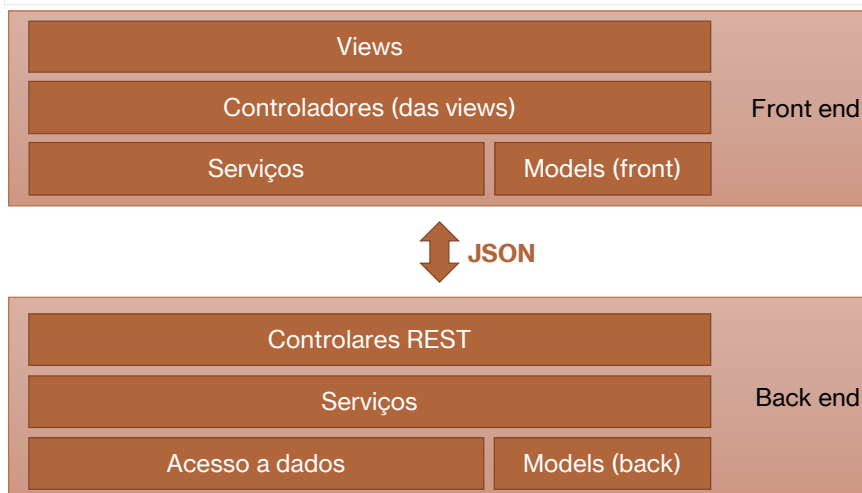 Views
Controladores (das views)
Front end
Serviços
Models (front)
JSON
Controlares REST
Serviços
Back end
Acesso a dados
Models (back)